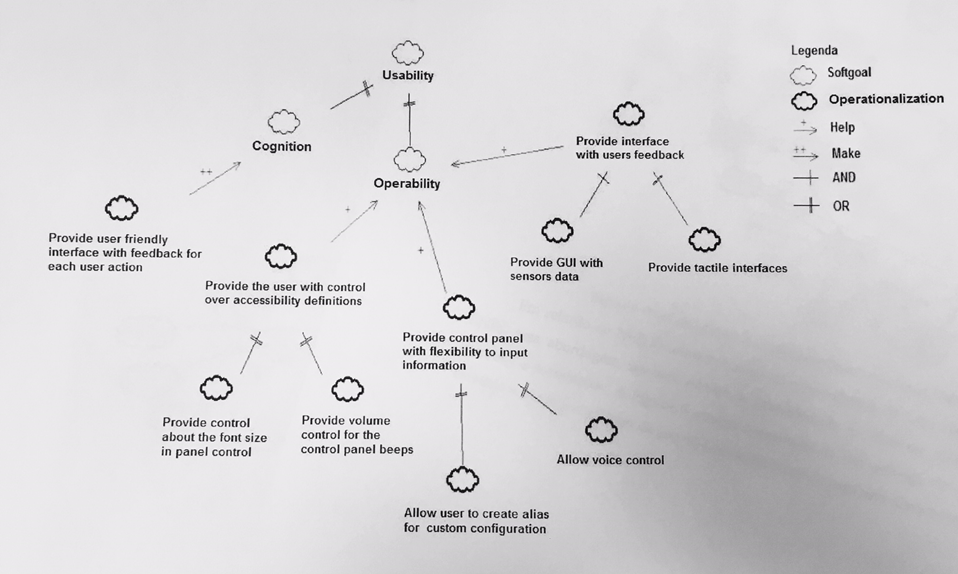 Usability
Cognition
Operability
Provide interface
with users feedback
Provide user friendly
interface with feedback for
each user action
Provide the user with control
over accessibility definitions
Provide GUI with
sensors data
Provide tactile interfaces
Provide control panel
with flexibility to input
information
Provide control
about the font size
in panel control
Provide volume
control for the
control panel beeps
Allow voice control
Allow user to create alias
for custom configuration
++
+
+
+
Legenda
Softgoal
Operationalization
+ Help
++ Make
AND
OR